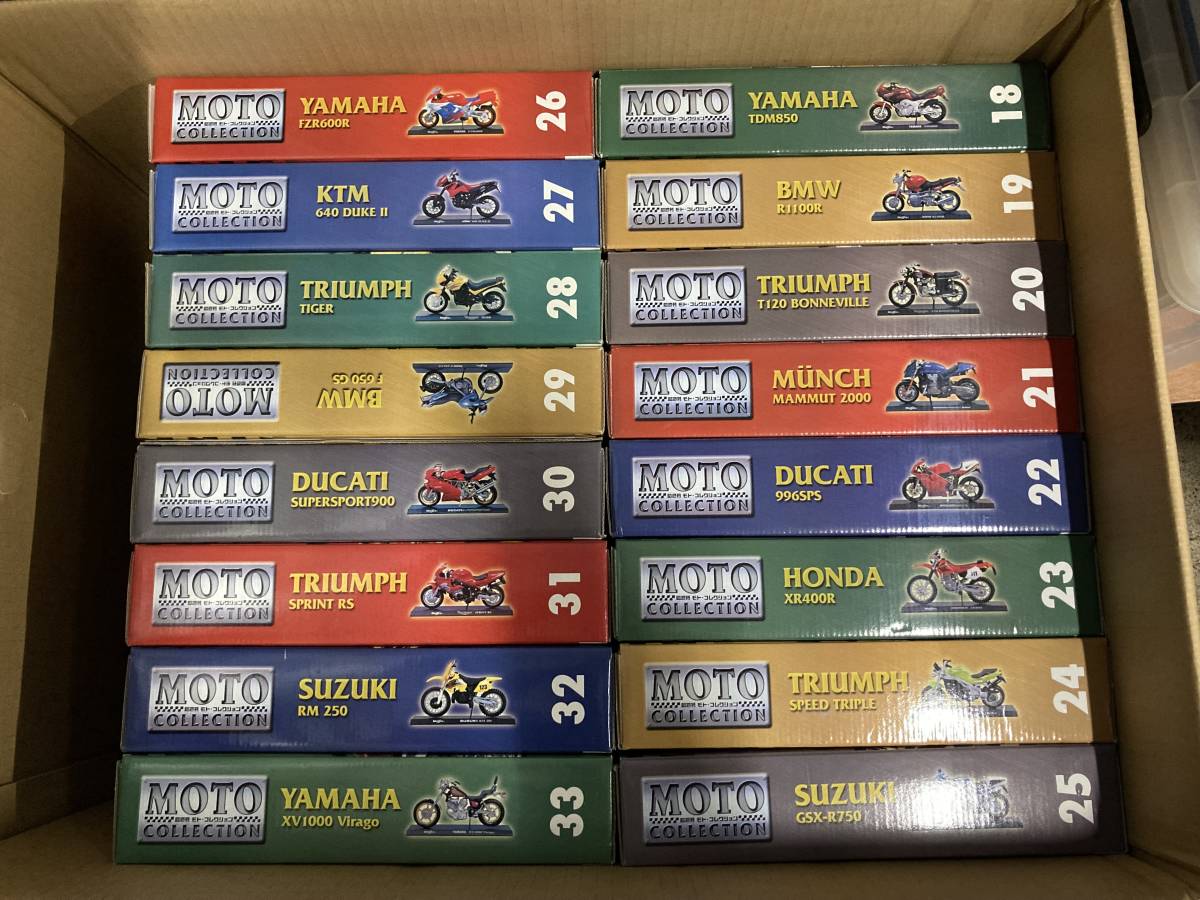 MOTO
COLLECTION
YAMAHA
FZR600R
26
MOTO
COLLECTION
KTM
640 DUKE II
27
MOTO
COLLECTION
TRIUMPH
TIGER
28
MOTO
COLLECTION
BMW
F 650 GS
29
MOTO
COLLECTION
DUCATI
SUPERSPORT900
30
MOTO
COLLECTION
TRIUMPH
SPRINT RS
31
MOTO
COLLECTION
SUZUKI
RM 250
32
MOTO
COLLECTION
YAMAHA
XV1000 Virago
33
MOTO
COLLECTION
YAMAHA
TDM850
18
MOTO
COLLECTION
BMW
R1100R
19
MOTO
COLLECTION
TRIUMPH
T120 BONNEVILLE
20
MOTO
COLLECTION
MÜNCH
MAMMUT 2000
21
MOTO
COLLECTION
DUCATI
996SPS
22
MOTO
COLLECTION
HONDA
XR400R
23
MOTO
COLLECTION
TRIUMPH
SPEED TRIPLE
24
MOTO
COLLECTION
SUZUKI
GSX-R750
25